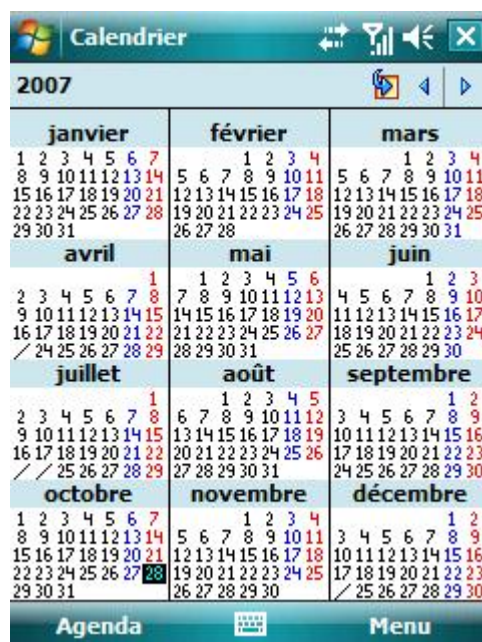 Calendrier
2007
janvier
1 2 3 4 5 6 7
8 9 10 11 12 13 14
15 16 17 18 19 20 21
22 23 24 25 26 27 28
29 30 31
février
1 2 3 4
5 6 7 8 9 10 11
12 13 14 15 16 17 18
19 20 21 22 23 24 25
26 27 28
mars
1 2 3 4
5 6 7 8 9 10 11
12 13 14 15 16 17 18
19 20 21 22 23 24 25
26 27 28 29 30 31
avril
1
2 3 4 5 6 7 8
9 10 11 12 13 14 15
16 17 18 19 20 21 22
/ 24 25 26 27 28 29
mai
1 2 3 4 5 6
7 8 9 10 11 12 13
14 15 16 17 18 19 20
21 22 23 24 25 26 27
28 29 30 31
juin
1 2 3
4 5 6 7 8 9 10
11 12 13 14 15 16 17
18 19 20 21 22 23 24
25 26 27 28 29 30
juillet
1
2 3 4 5 6 7 8
9 10 11 12 13 14 15
16 17 18 19 20 21 22
/ / 25 26 27 28 29
août
1 2 3 4 5
6 7 8 9 10 11 12
13 14 15 16 17 18 19
20 21 22 23 24 25 26
27 28 29 30 31
septembre
1 2
3 4 5 6 7 8 9
10 11 12 13 14 15 16
17 18 19 20 21 22 23
24 25 26 27 28 29 30
octobre
1 2 3 4 5 6 7
8 9 10 11 12 13 14
15 16 17 18 19 20 21
22 23 24 25 26 27 28
29 30 31
novembre
1 2 3 4
5 6 7 8 9 10 11
12 13 14 15 16 17 18
19 20 21 22 23 24 25
26 27 28 29 30
décembre
1 2
3 4 5 6 7 8 9
10 11 12 13 14 15 16
17 18 19 20 21 22 23
/ 25 26 27 28 29 30
Agenda
Menu